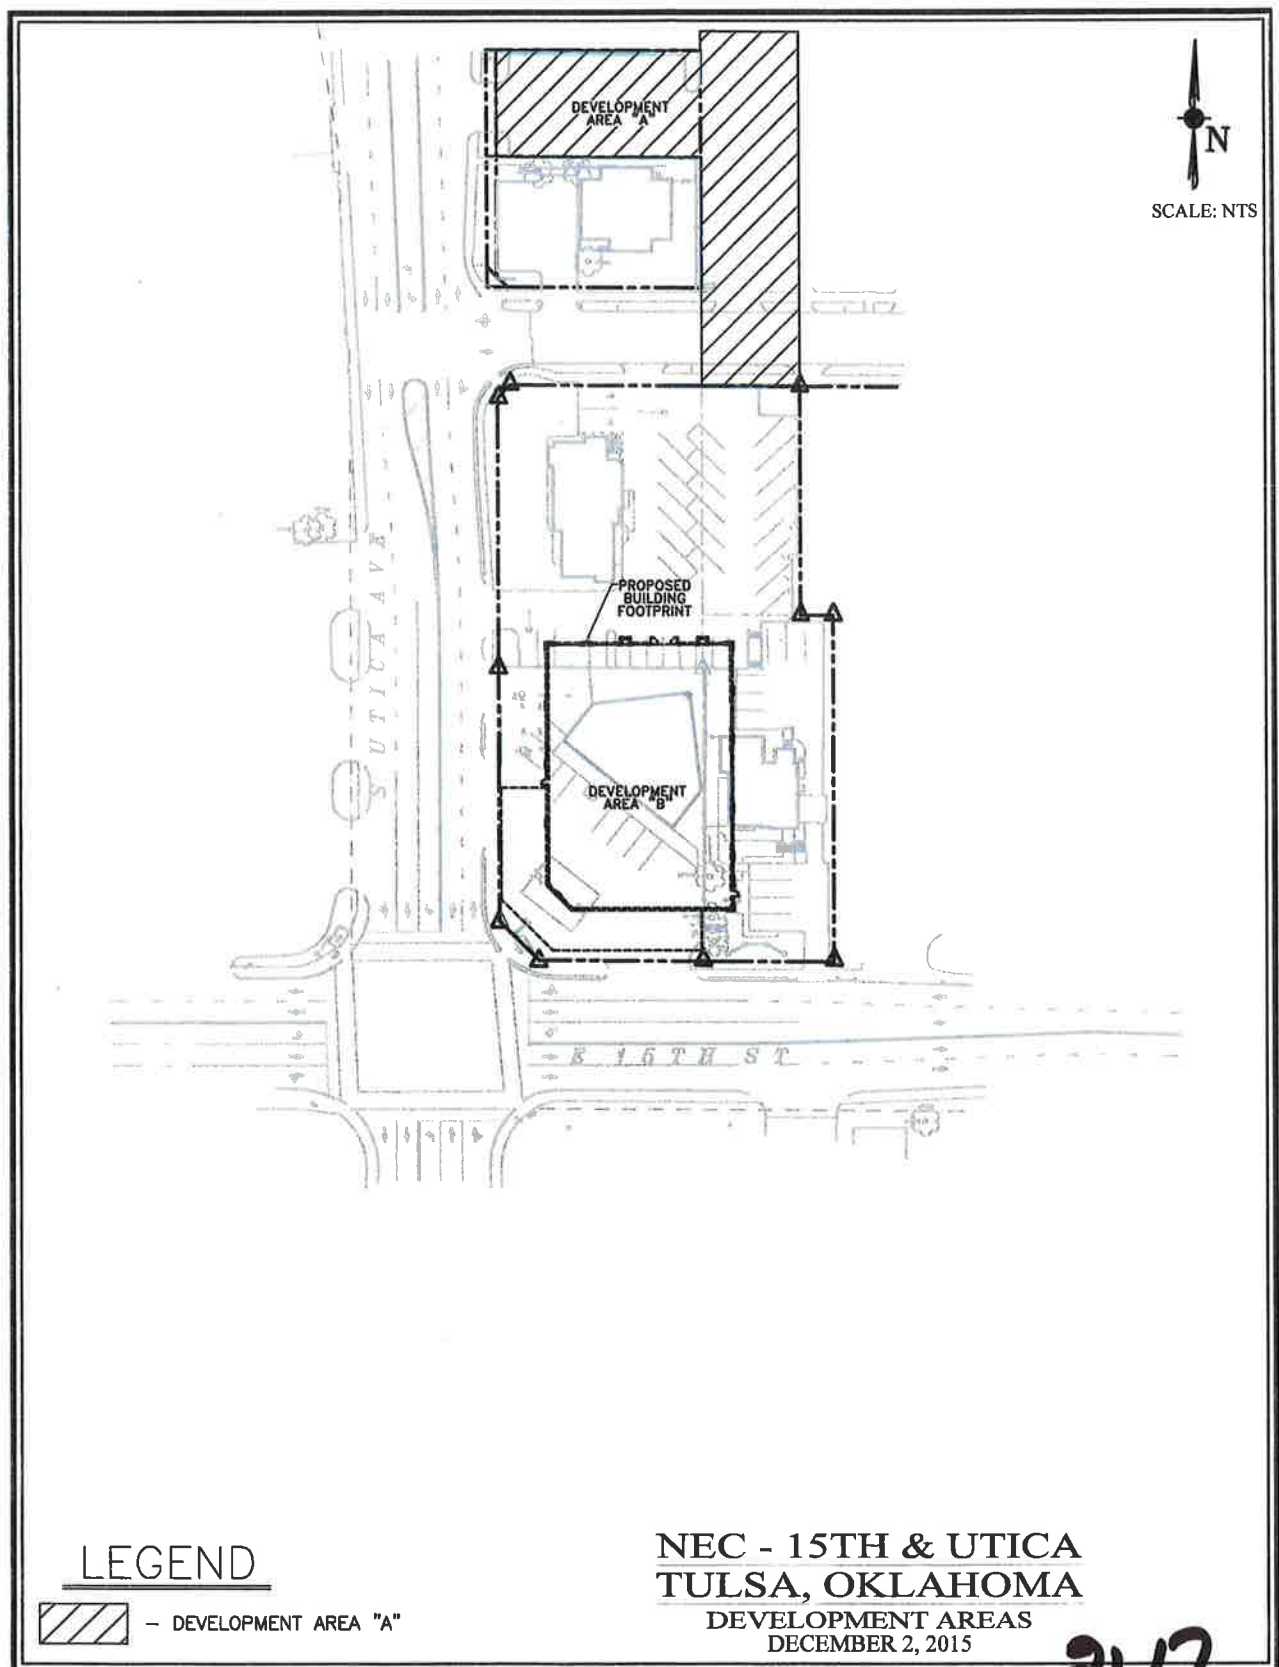 DEVELOPMENT
AREA "A"
N
SCALE: NTS
PROPOSED
BUILDING
FOOTPRINT
S UTICA AVE
DEVELOPMENT
AREA "B"
E 15TH ST
LEGEND
– DEVELOPMENT AREA "A"
NEC - 15TH & UTICA
TULSA, OKLAHOMA
DEVELOPMENT AREAS
DECEMBER 2, 2015